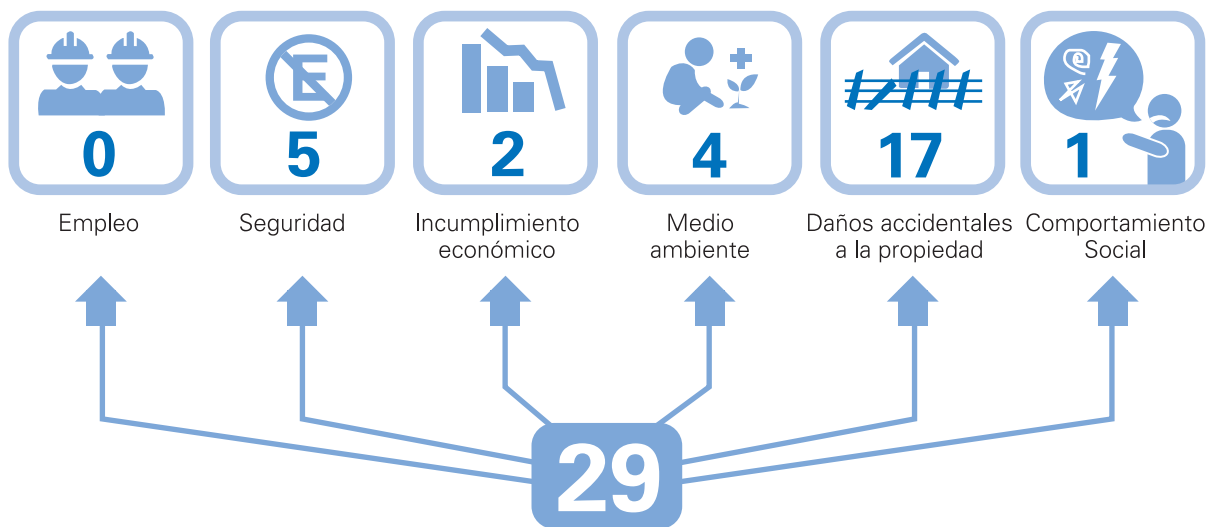 E
0
5
2
4
17
1
Empleo
Seguridad
Incumplimiento
económico
Medio
ambiente
Daños accidentales
a la propiedad
Comportamiento
Social
29